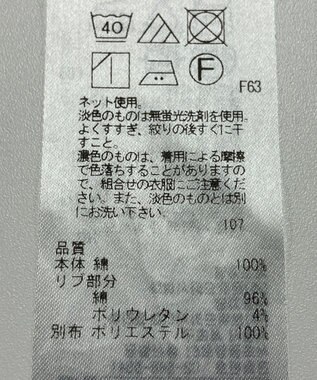 40
F
F63
ネット使用。
淡色のものは無蛍光洗剤を使用。
よくすすぎ、絞りの後すぐに干
すこと。
濃色のものは、着用による摩擦
で色落ちすることがありますの
で、組合せの衣服にご注意くだ
さい。また、淡色のものとは別
にお洗い下さい。
107
品質
本体 綿 100%
リブ部分
綿 96%
ポリウレタン 4%
別布 ポリエステル 100%